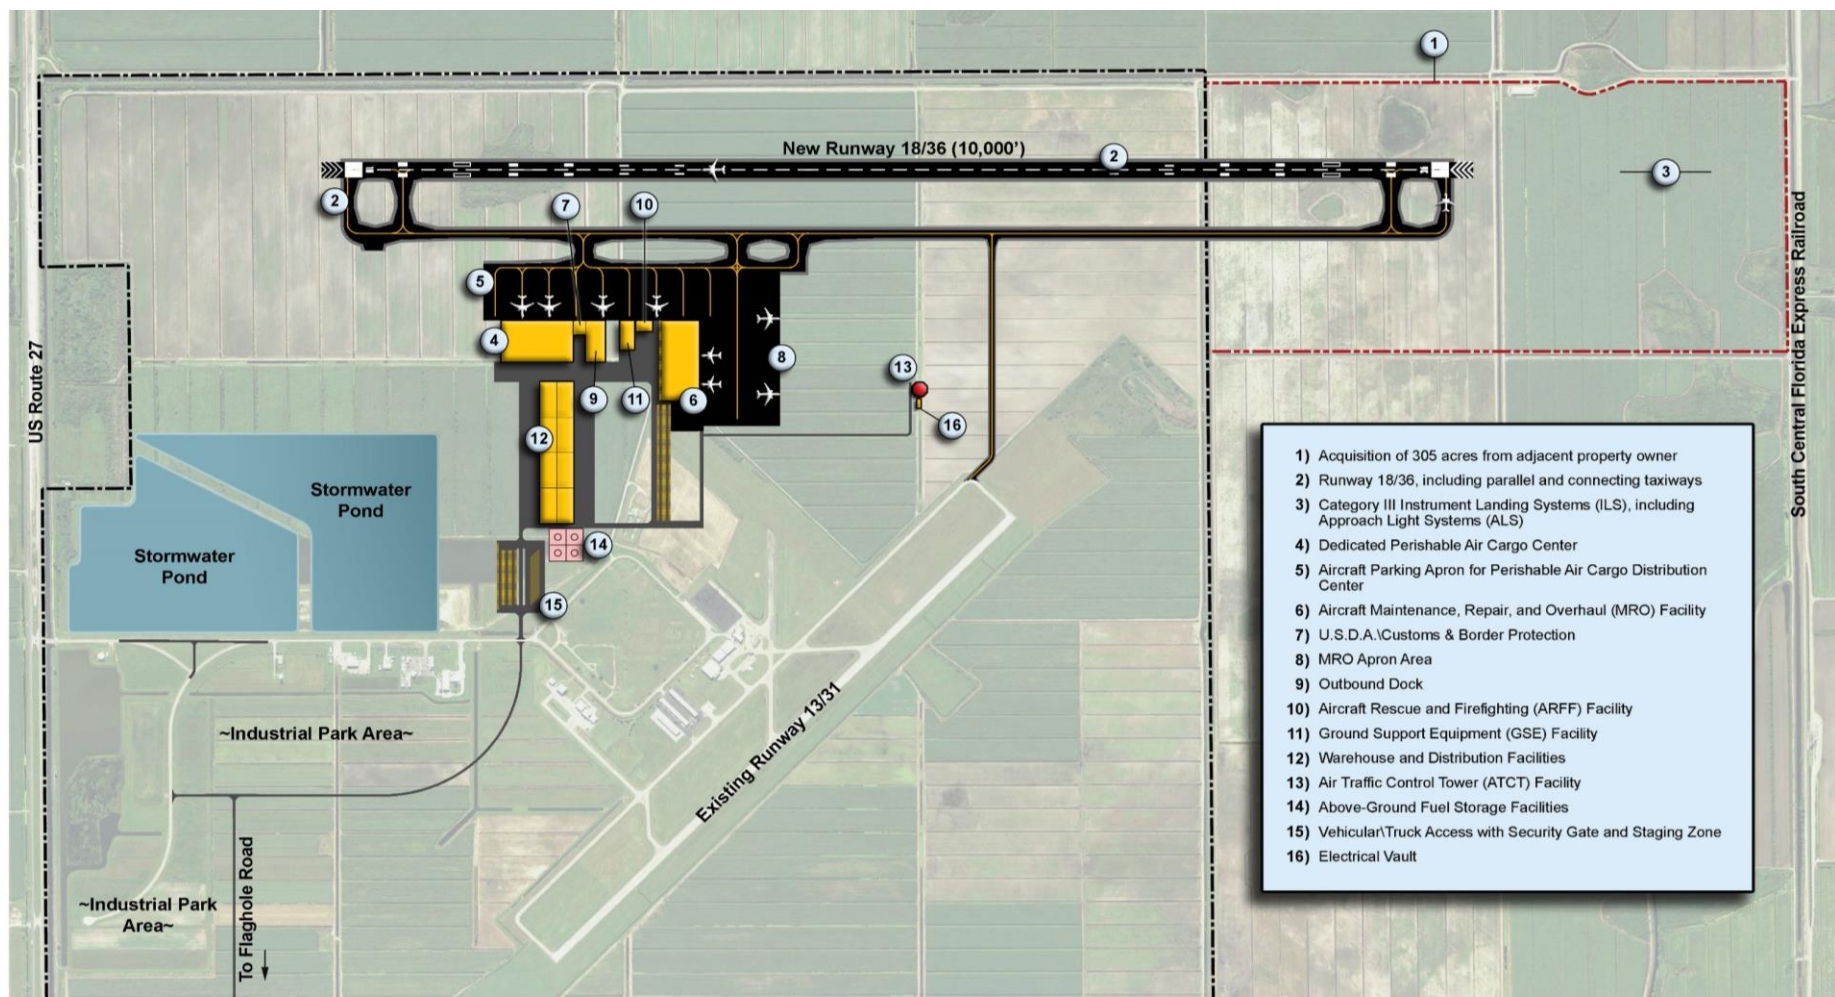 1
New Runway 18/36 (10,000')
2
3
2
7
10
5
4
8
13
9
11
6
16
12
US Route 27
South Central Florida Express Railroad
Stormwater
Pond
Stormwater
Pond
14
15
~Industrial Park Area~
Existing Runway 13/31
~Industrial Park
Area~
To Flaghole Road
1) Acquisition of 305 acres from adjacent property owner
2) Runway 18/36, including parallel and connecting taxiways
3) Category III Instrument Landing Systems (ILS), including
Approach Light Systems (ALS)
4) Dedicated Perishable Air Cargo Center
5) Aircraft Parking Apron for Perishable Air Cargo Distribution
Center
6) Aircraft Maintenance, Repair, and Overhaul (MRO) Facility
7) U.S.D.A.\Customs & Border Protection
8) MRO Apron Area
9) Outbound Dock
10) Aircraft Rescue and Firefighting (ARFF) Facility
11) Ground Support Equipment (GSE) Facility
12) Warehouse and Distribution Facilities
13) Air Traffic Control Tower (ATCT) Facility
14) Above-Ground Fuel Storage Facilities
15) Vehicular\Truck Access with Security Gate and Staging Zone
16) Electrical Vault